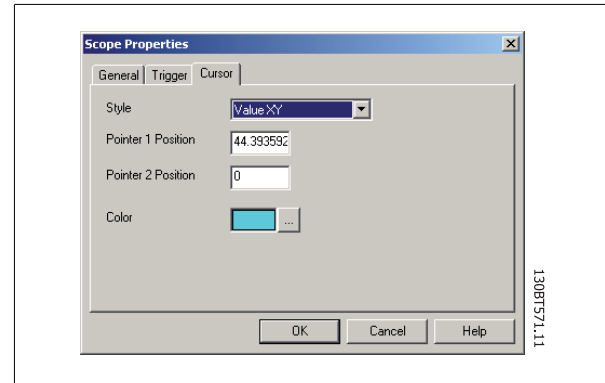 Scope Properties
General Trigger Cursor
Style Value XY
Pointer 1 Position 44.393592
Pointer 2 Position 0
Color ...
OK Cancel Help
130BT571.11